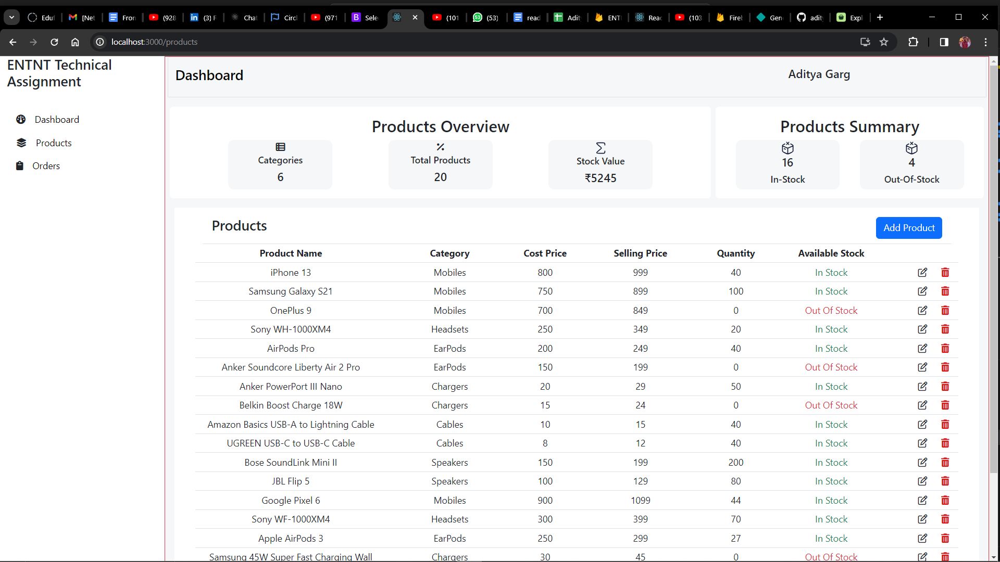 Eduf
[Net
Fron
(928
(3) F
Chat
Circl
(971
Sele
(101
(53)
read
Adit
ENTI
Reac
(103
Fireb
Gen
adit
Expl
localhost:3000/products
ENTNT Technical
Assignment
Dashboard
Products
Orders
Dashboard
Aditya Garg
Products Overview
Categories
6
Total Products
20
Stock Value
₹5245
Products Summary
16
In-Stock
4
Out-Of-Stock
Products
Add Product
Product Name Category Cost Price Selling Price Quantity Available Stock
iPhone 13 Mobiles 800 999 40 In Stock
Samsung Galaxy S21 Mobiles 750 899 100 In Stock
OnePlus 9 Mobiles 700 849 0 Out Of Stock
Sony WH-1000XM4 Headsets 250 349 20 In Stock
AirPods Pro EarPods 200 249 40 In Stock
Anker Soundcore Liberty Air 2 Pro EarPods 150 199 0 Out Of Stock
Anker PowerPort III Nano Chargers 20 29 50 In Stock
Belkin Boost Charge 18W Chargers 15 24 0 Out Of Stock
Amazon Basics USB-A to Lightning Cable Cables 10 15 40 In Stock
UGREEN USB-C to USB-C Cable Cables 8 12 40 In Stock
Bose SoundLink Mini II Speakers 150 199 200 In Stock
JBL Flip 5 Speakers 100 129 80 In Stock
Google Pixel 6 Mobiles 900 1099 44 In Stock
Sony WF-1000XM4 Headsets 300 399 70 In Stock
Apple AirPods 3 EarPods 250 299 27 In Stock
Samsung 45W Super Fast Charging Wall Chargers 30 45 0 Out Of Stock